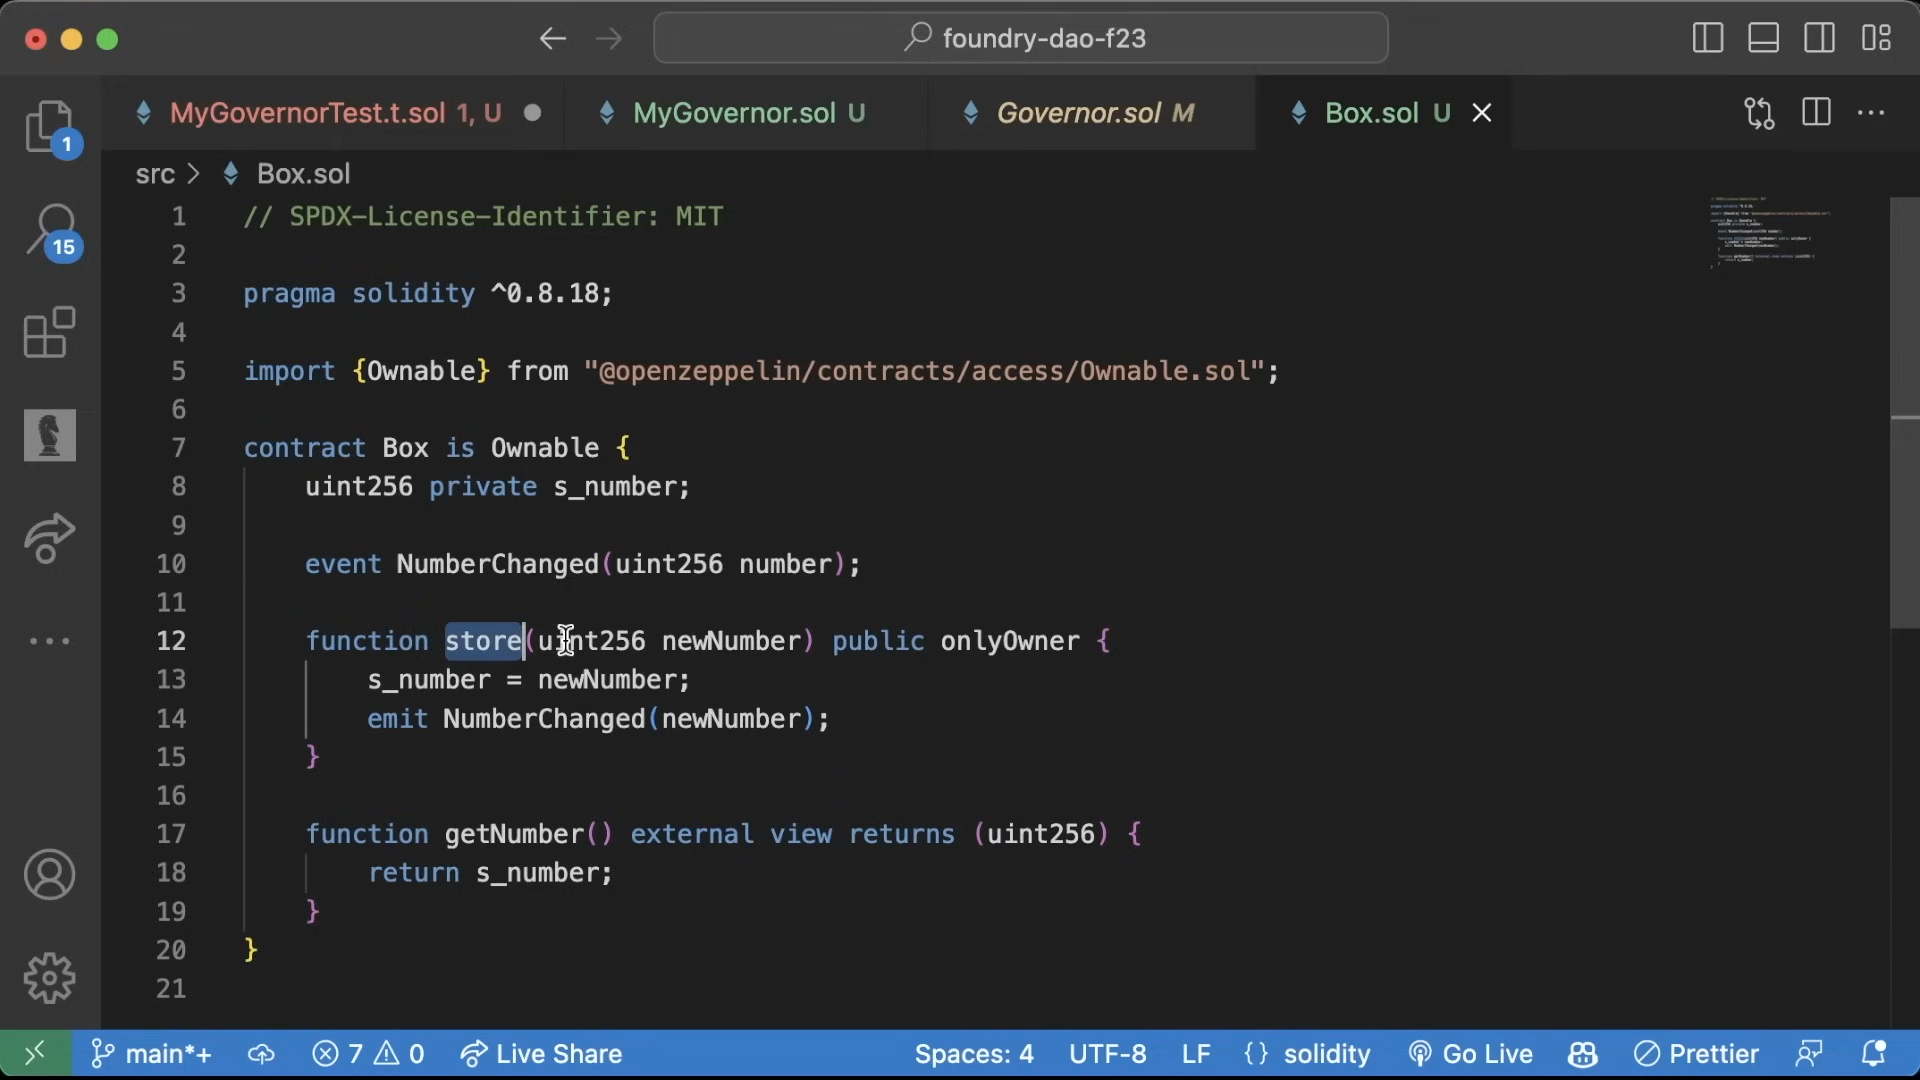 foundry-dao-f23
MyGovernorTest.t.sol 1, U
MyGovernor.sol U
Governor.sol M
Box.sol U
src > Box.sol
1 // SPDX-License-Identifier: MIT
2
3 pragma solidity ^0.8.18;
4
5 import {Ownable} from "@openzeppelin/contracts/access/Ownable.sol";
6
7 contract Box is Ownable {
8 uint256 private s_number;
9
10 event NumberChanged(uint256 number);
11
12 function store(uint256 newNumber) public onlyOwner {
13 s_number = newNumber;
14 emit NumberChanged(newNumber);
15 }
16
17 function getNumber() external view returns (uint256) {
18 return s_number;
19 }
20 }
21
1
15
main*+
7
0
Live Share
Spaces: 4
UTF-8
LF
{} solidity
Go Live
Prettier